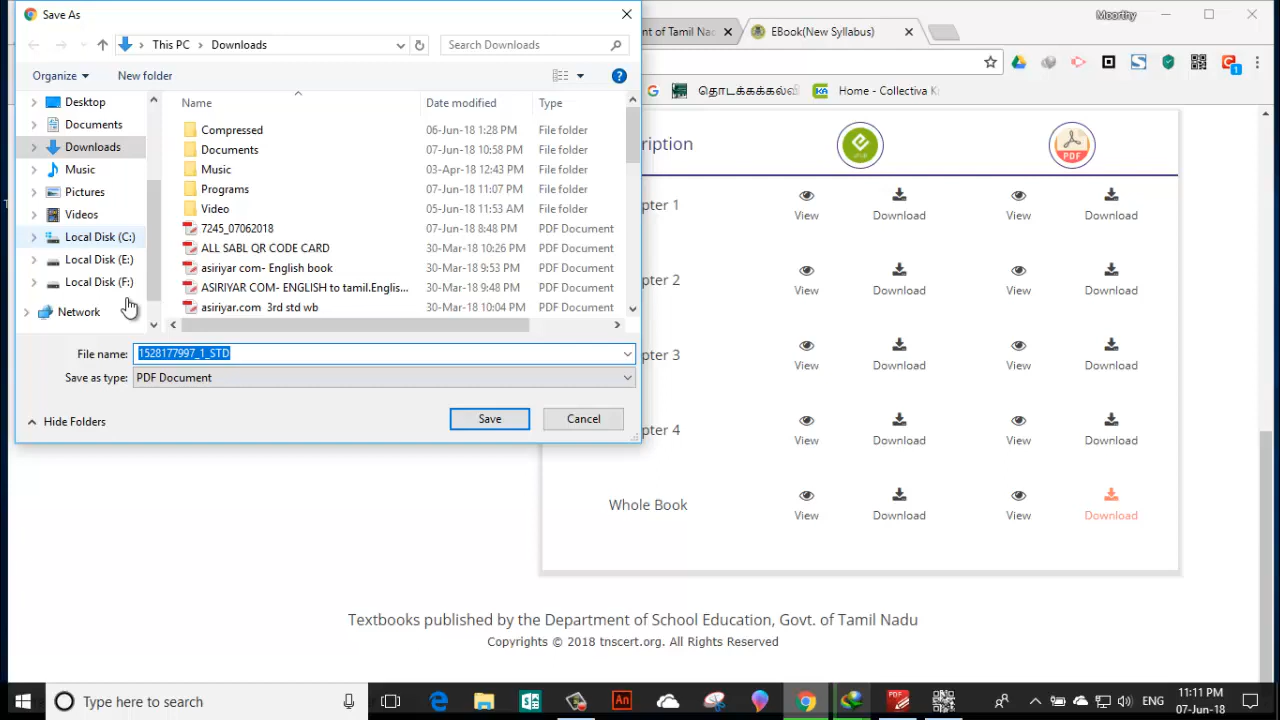 Save As
This PC > Downloads
Search Downloads
Organize
New folder
Desktop
Documents
Downloads
Music
Pictures
Videos
Local Disk (C:)
Local Disk (E:)
Local Disk (F:)
Network
Name Date modified Type
Compressed 06-Jun-18 1:28 PM File folder
Documents 07-Jun-18 10:58 PM File folder
Music 03-Apr-18 12:43 PM File folder
Programs 07-Jun-18 11:07 PM File folder
Video 05-Jun-18 11:53 AM File folder
7245_07062018 07-Jun-18 8:48 PM PDF Document
ALL SABL QR CODE CARD 30-Mar-18 10:26 PM PDF Document
asiriyar com- English book 30-Mar-18 9:53 PM PDF Document
ASIRIYAR COM- ENGLISH to tamil.Englis... 30-Mar-18 9:48 PM PDF Document
asiriyar.com 3rd std wb 30-Mar-18 10:04 PM PDF Document
File name: 1528177997_1_STD
Save as type: PDF Document
Hide Folders
Save
Cancel
Moorthy
nt of Tamil Nad
EBook(New Syllabus)
தொடக்கக்கல்வி
Home - Collectiva K
ription
PDF
pter 1 View Download View Download
pter 2 View Download View Download
pter 3 View Download View Download
pter 4 View Download View Download
Whole Book View Download View Download
Textbooks published by the Department of School Education, Govt. of Tamil Nadu
Copyrights © 2018 tnscert.org. All Rights Reserved
Type here to search
An
PDF
ENG
11:11 PM
07-Jun-18